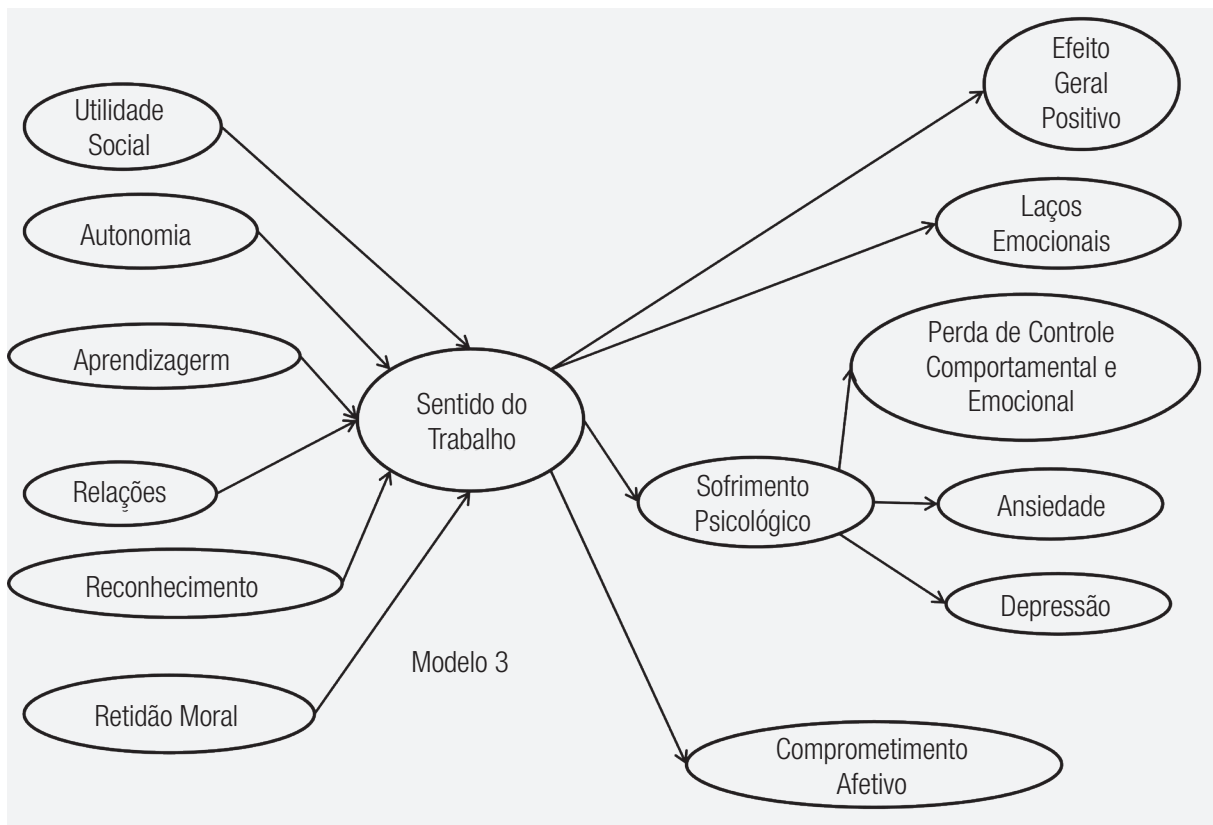 Utilidade
Social
Autonomia
Aprendizagerm
Relações
Reconhecimento
Retidão Moral
Sentido do
Trabalho
Modelo 3
Efeito
Geral
Positivo
Laços
Emocionais
Perda de Controle
Comportamental e
Emocional
Sofrimento
Psicológico
Ansiedade
Depressão
Comprometimento
Afetivo